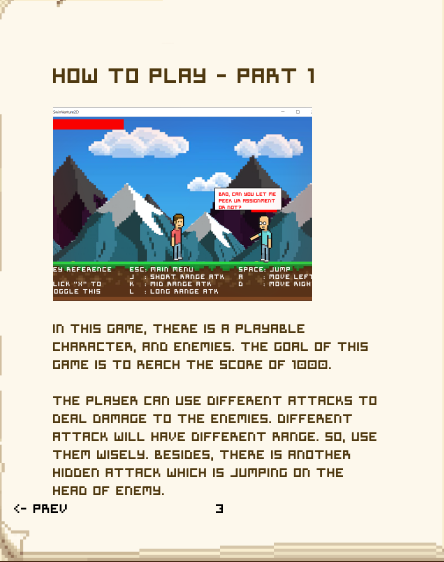 HOW TO PLAY - PART 1
BRO, CAN YOU LET ME
PEEK UR ASSIGNMENT
OR NOT?
EY REFERENCE ESC: MAIN MENU SPACE: JUMP
J : SHORT RANGE ATK A : MOVE LEFT
LICK "H" TO K : MID RANGE ATK D : MOVE RIGH
OGGLE THIS L : LONG RANGE ATK
IN THIS GAME, THERE IS A PLAYABLE
CHARACTER, AND ENEMIES. THE GOAL OF THIS
GAME IS TO REACH THE SCORE OF 1000.
THE PLAYER CAN USE DIFFERENT ATTACKS TO
DEAL DAMAGE TO THE ENEMIES. DIFFERENT
ATTACK WILL HAVE DIFFERENT RANGE. SO, USE
THEM WISELY. BESIDES, THERE IS ANOTHER
HIDDEN ATTACK WHICH IS JUMPING ON THE
HEAD OF ENEMY.
<- PREV 3